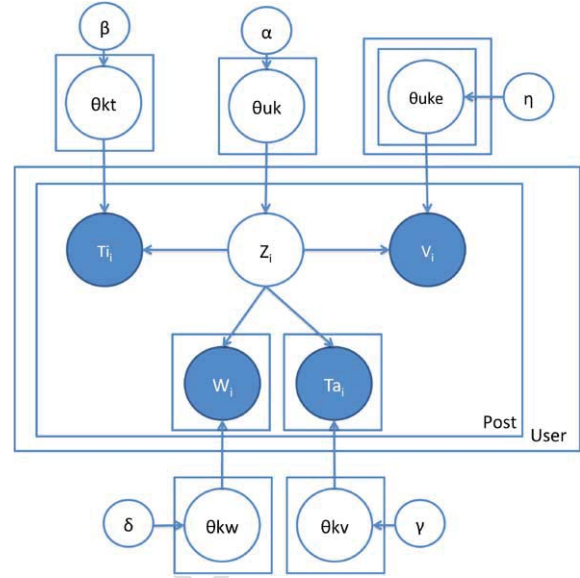 β
α
θkt
θuk
θuke
η
Tiᵢ
Zᵢ
Vᵢ
Wᵢ
Taᵢ
Post
User
δ
θkw
θkv
γ